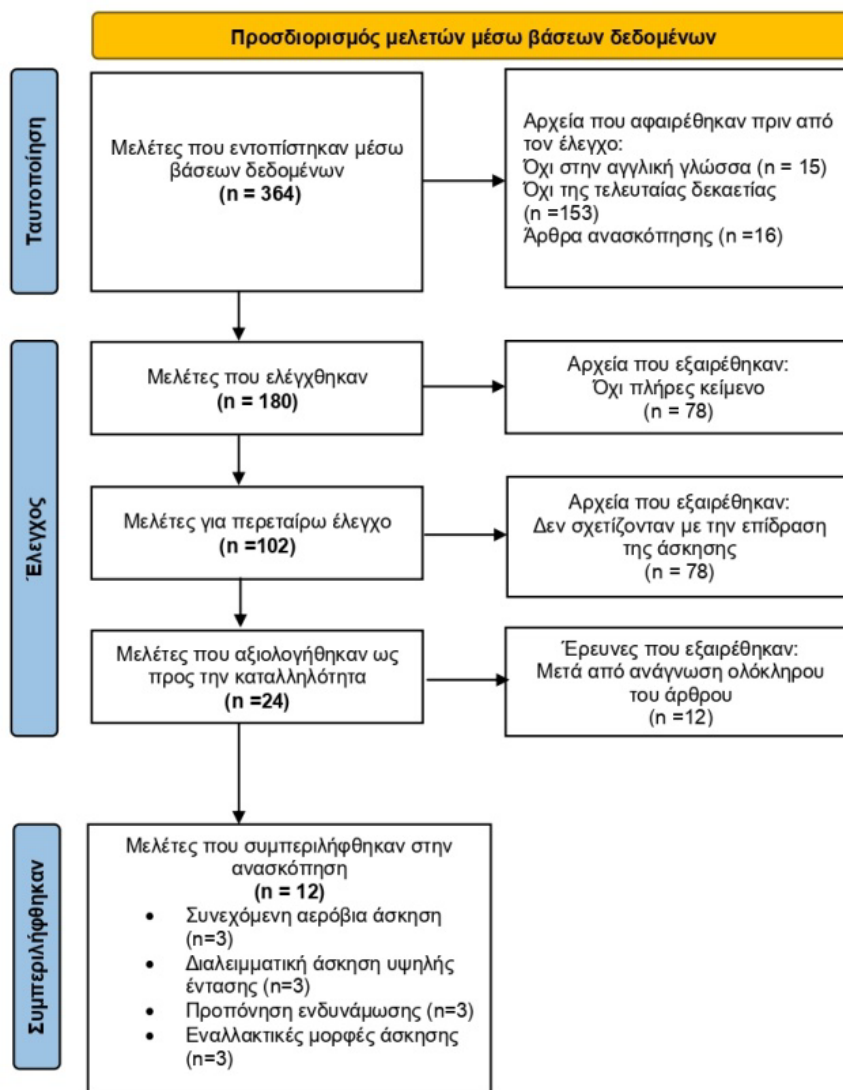 Προσδιορισμός μελετών μέσω βάσεων δεδομένων
Ταυτοποίηση
Μελέτες που εντοπίστηκαν μέσω
βάσεων δεδομένων
(n = 364)
Αρχεία που αφαιρέθηκαν πριν από
τον έλεγχο:
Όχι στην αγγλική γλώσσα (n = 15)
Όχι της τελευταίας δεκαετίας
(n =153)
Άρθρα ανασκόπησης (n =16)
Έλεγχος
Μελέτες που ελέγχθηκαν
(n = 180)
Αρχεία που εξαιρέθηκαν:
Όχι πλήρες κείμενο
(n = 78)
Μελέτες για περεταίρω έλεγχο
(n =102)
Αρχεία που εξαιρέθηκαν:
Δεν σχετίζονταν με την επίδραση
της άσκησης
(n = 78)
Μελέτες που αξιολογήθηκαν ως
προς την καταλληλότητα
(n =24)
Έρευνες που εξαιρέθηκαν:
Μετά από ανάγνωση ολόκληρου
του άρθρου
(n =12)
Συμπεριλήφθηκαν
Μελέτες που συμπεριλήφθηκαν στην
ανασκόπηση
(n = 12)
• Συνεχόμενη αερόβια άσκηση
(n=3)
• Διαλειμματική άσκηση υψηλής
έντασης (n=3)
• Προπόνηση ενδυνάμωσης (n=3)
• Εναλλακτικές μορφές άσκησης
(n=3)